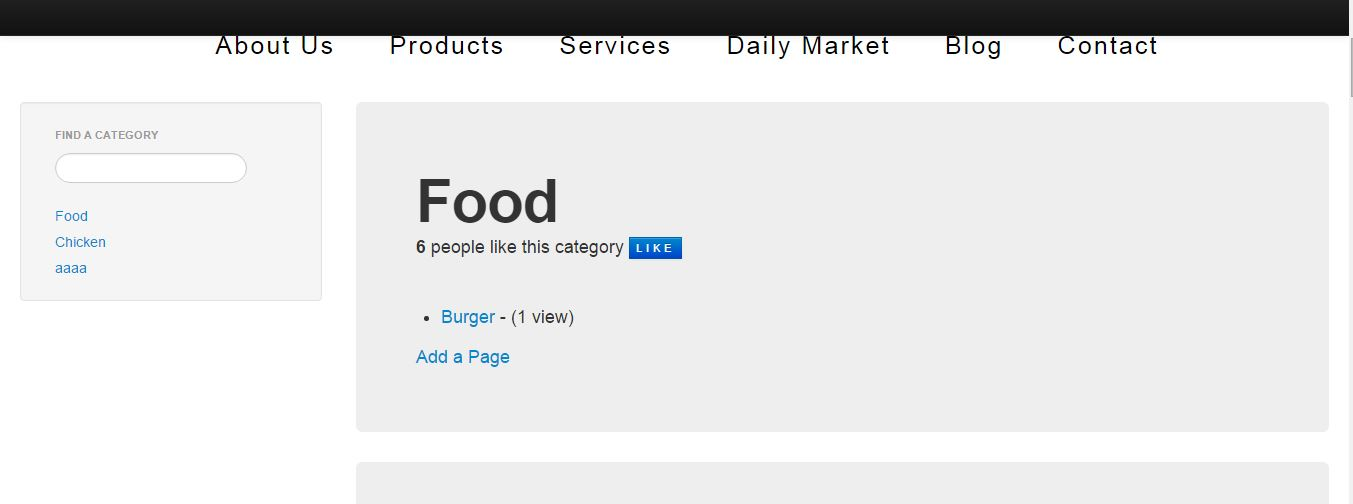 About Us Products Services Daily Market Blog Contact
FIND A CATEGORY
Food
Chicken
aaaa
Food
6 people like this category LIKE
• Burger - (1 view)
Add a Page